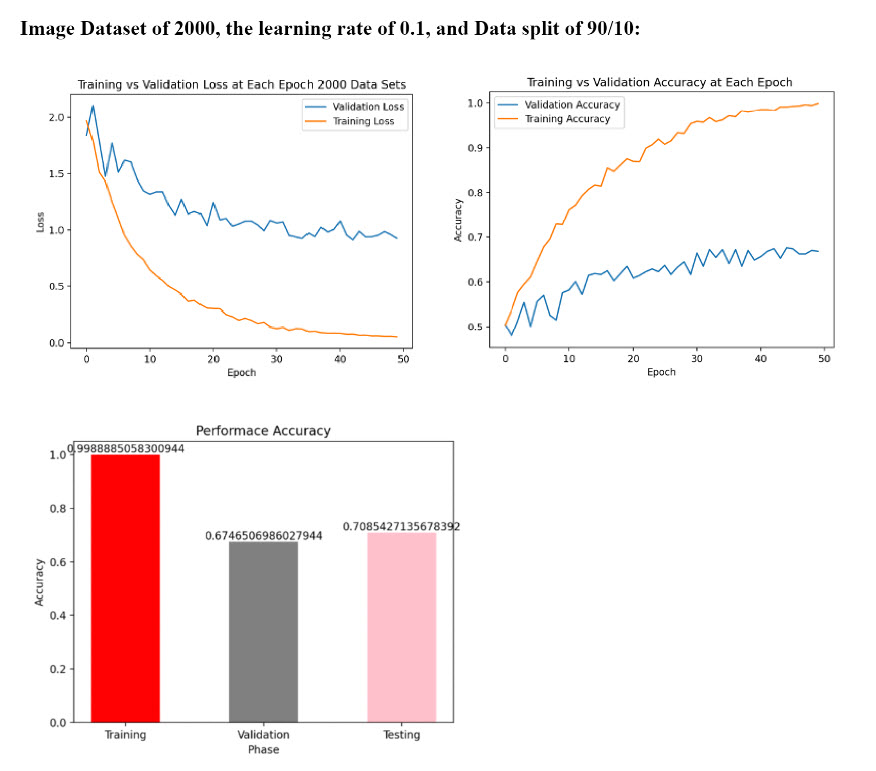 Image Dataset of 2000, the learning rate of 0.1, and Data split of 90/10:
Training vs Validation Loss at Each Epoch 2000 Data Sets
Validation Loss
Training Loss
Loss
2.0
1.5
1.0
0.5
0.0
0 10 20 30 40 50
Epoch
Training vs Validation Accuracy at Each Epoch
Validation Accuracy
Training Accuracy
Accuracy
1.0
0.9
0.8
0.7
0.6
0.5
0 10 20 30 40 50
Epoch
Performace Accuracy
0.9988885058300944
0.6746506986027944
0.7085427135678392
Accuracy
1.0
0.8
0.6
0.4
0.2
0.0
Training Validation Testing
Phase